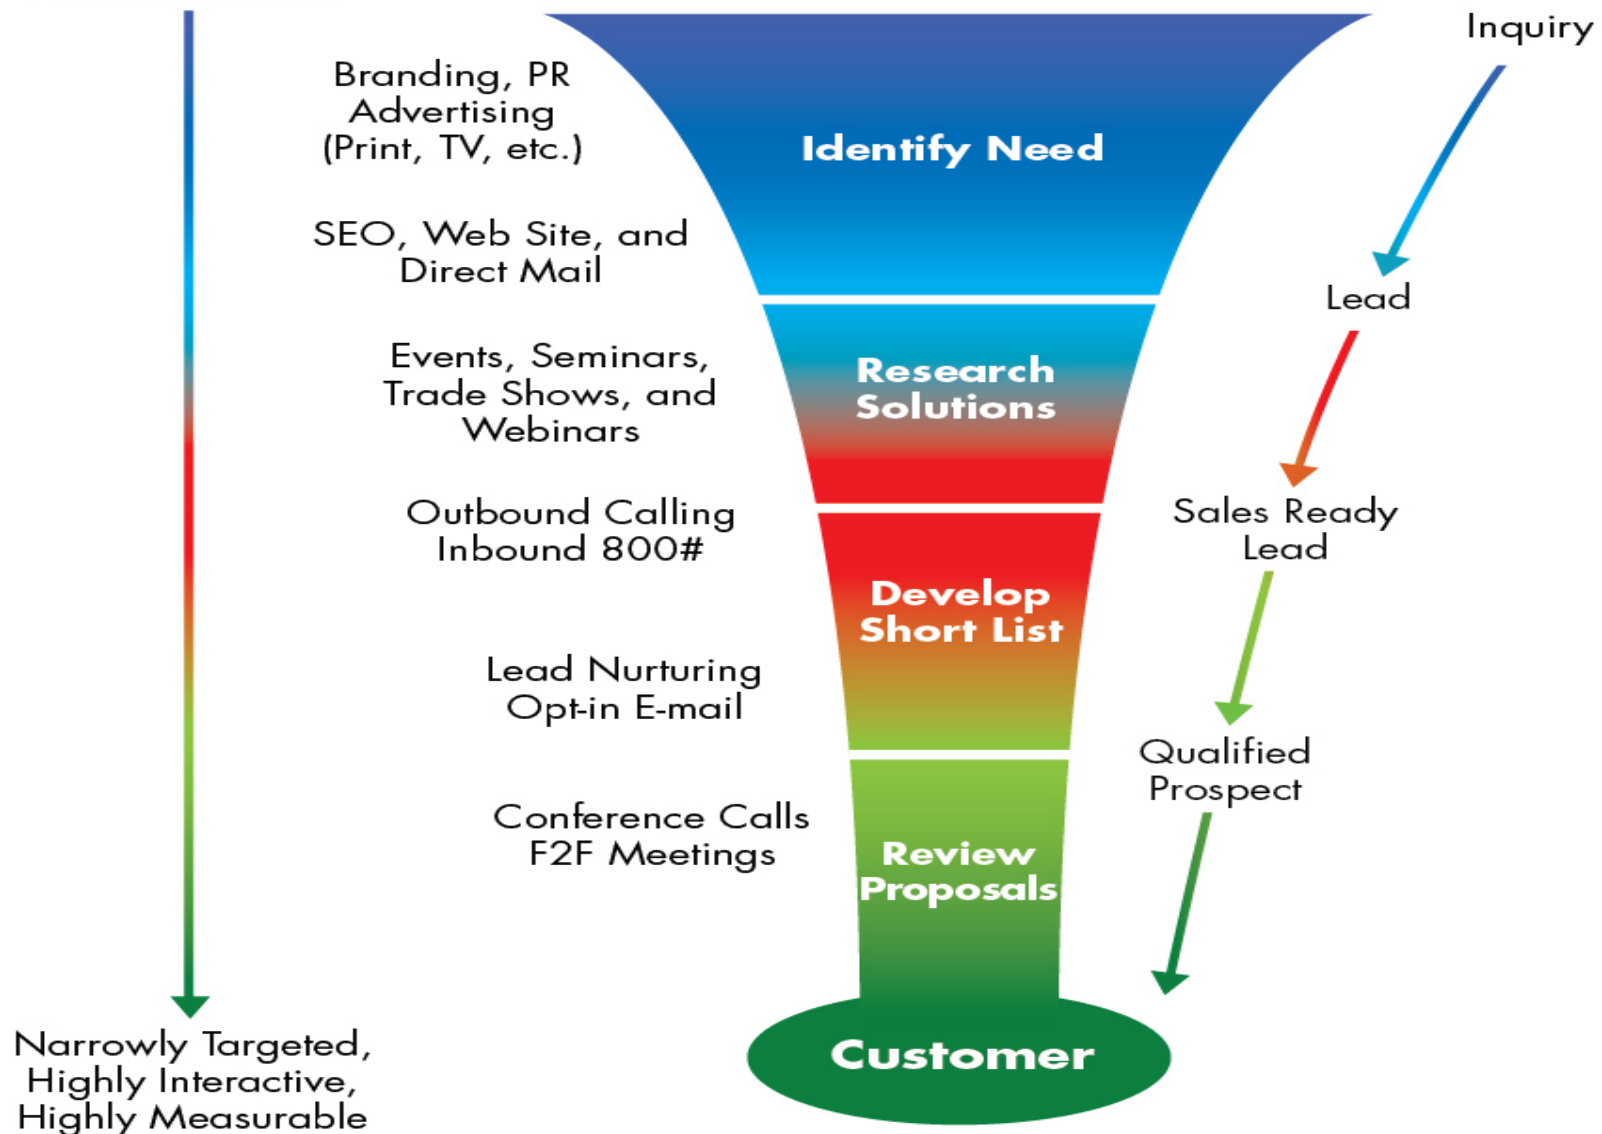 Inquiry
Branding, PR
Advertising
(Print, TV, etc.)
Identify Need
SEO, Web Site, and
Direct Mail
Lead
Events, Seminars,
Trade Shows, and
Webinars
Research
Solutions
Outbound Calling
Inbound 800#
Sales Ready
Lead
Develop
Short List
Lead Nurturing
Opt-in E-mail
Qualified
Prospect
Conference Calls
F2F Meetings
Review
Proposals
Narrowly Targeted,
Highly Interactive,
Highly Measurable
Customer